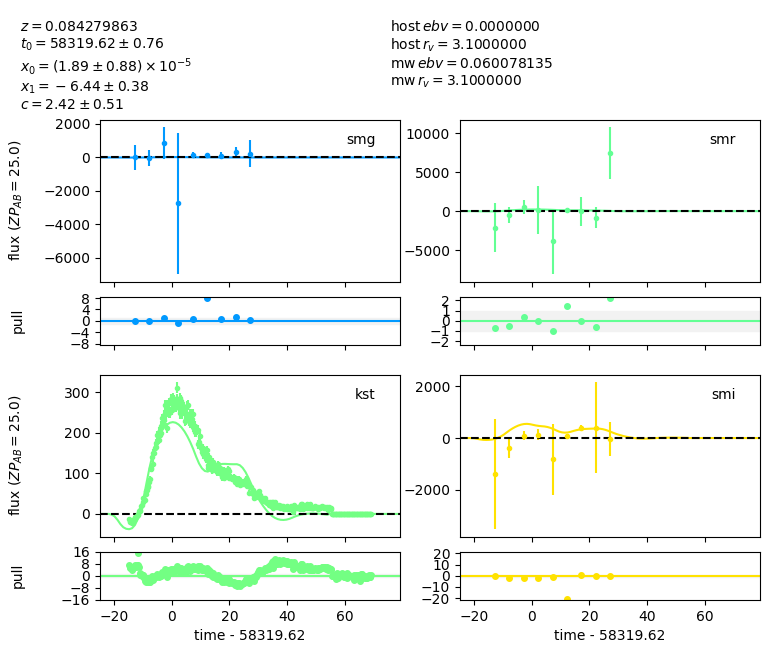 z = 0.084279863
t₀ = 58319.62 ± 0.76
x₀ = (1.89 ± 0.88) × 10⁻⁵
x₁ = −6.44 ± 0.38
c = 2.42 ± 0.51
host ebv = 0.0000000
host r_v = 3.1000000
mw ebv = 0.060078135
mw r_v = 3.1000000
flux (ZP_AB = 25.0)
2000
0
−2000
−4000
−6000
smg
10000
5000
0
−5000
smr
pull
8
4
0
−4
−8
2
1
0
−1
−2
flux (ZP_AB = 25.0)
300
200
100
0
kst
2000
0
−2000
smi
pull
16
8
0
−8
−16
20
10
0
−10
−20
−20 0 20 40 60
time - 58319.62
−20 0 20 40 60
time - 58319.62